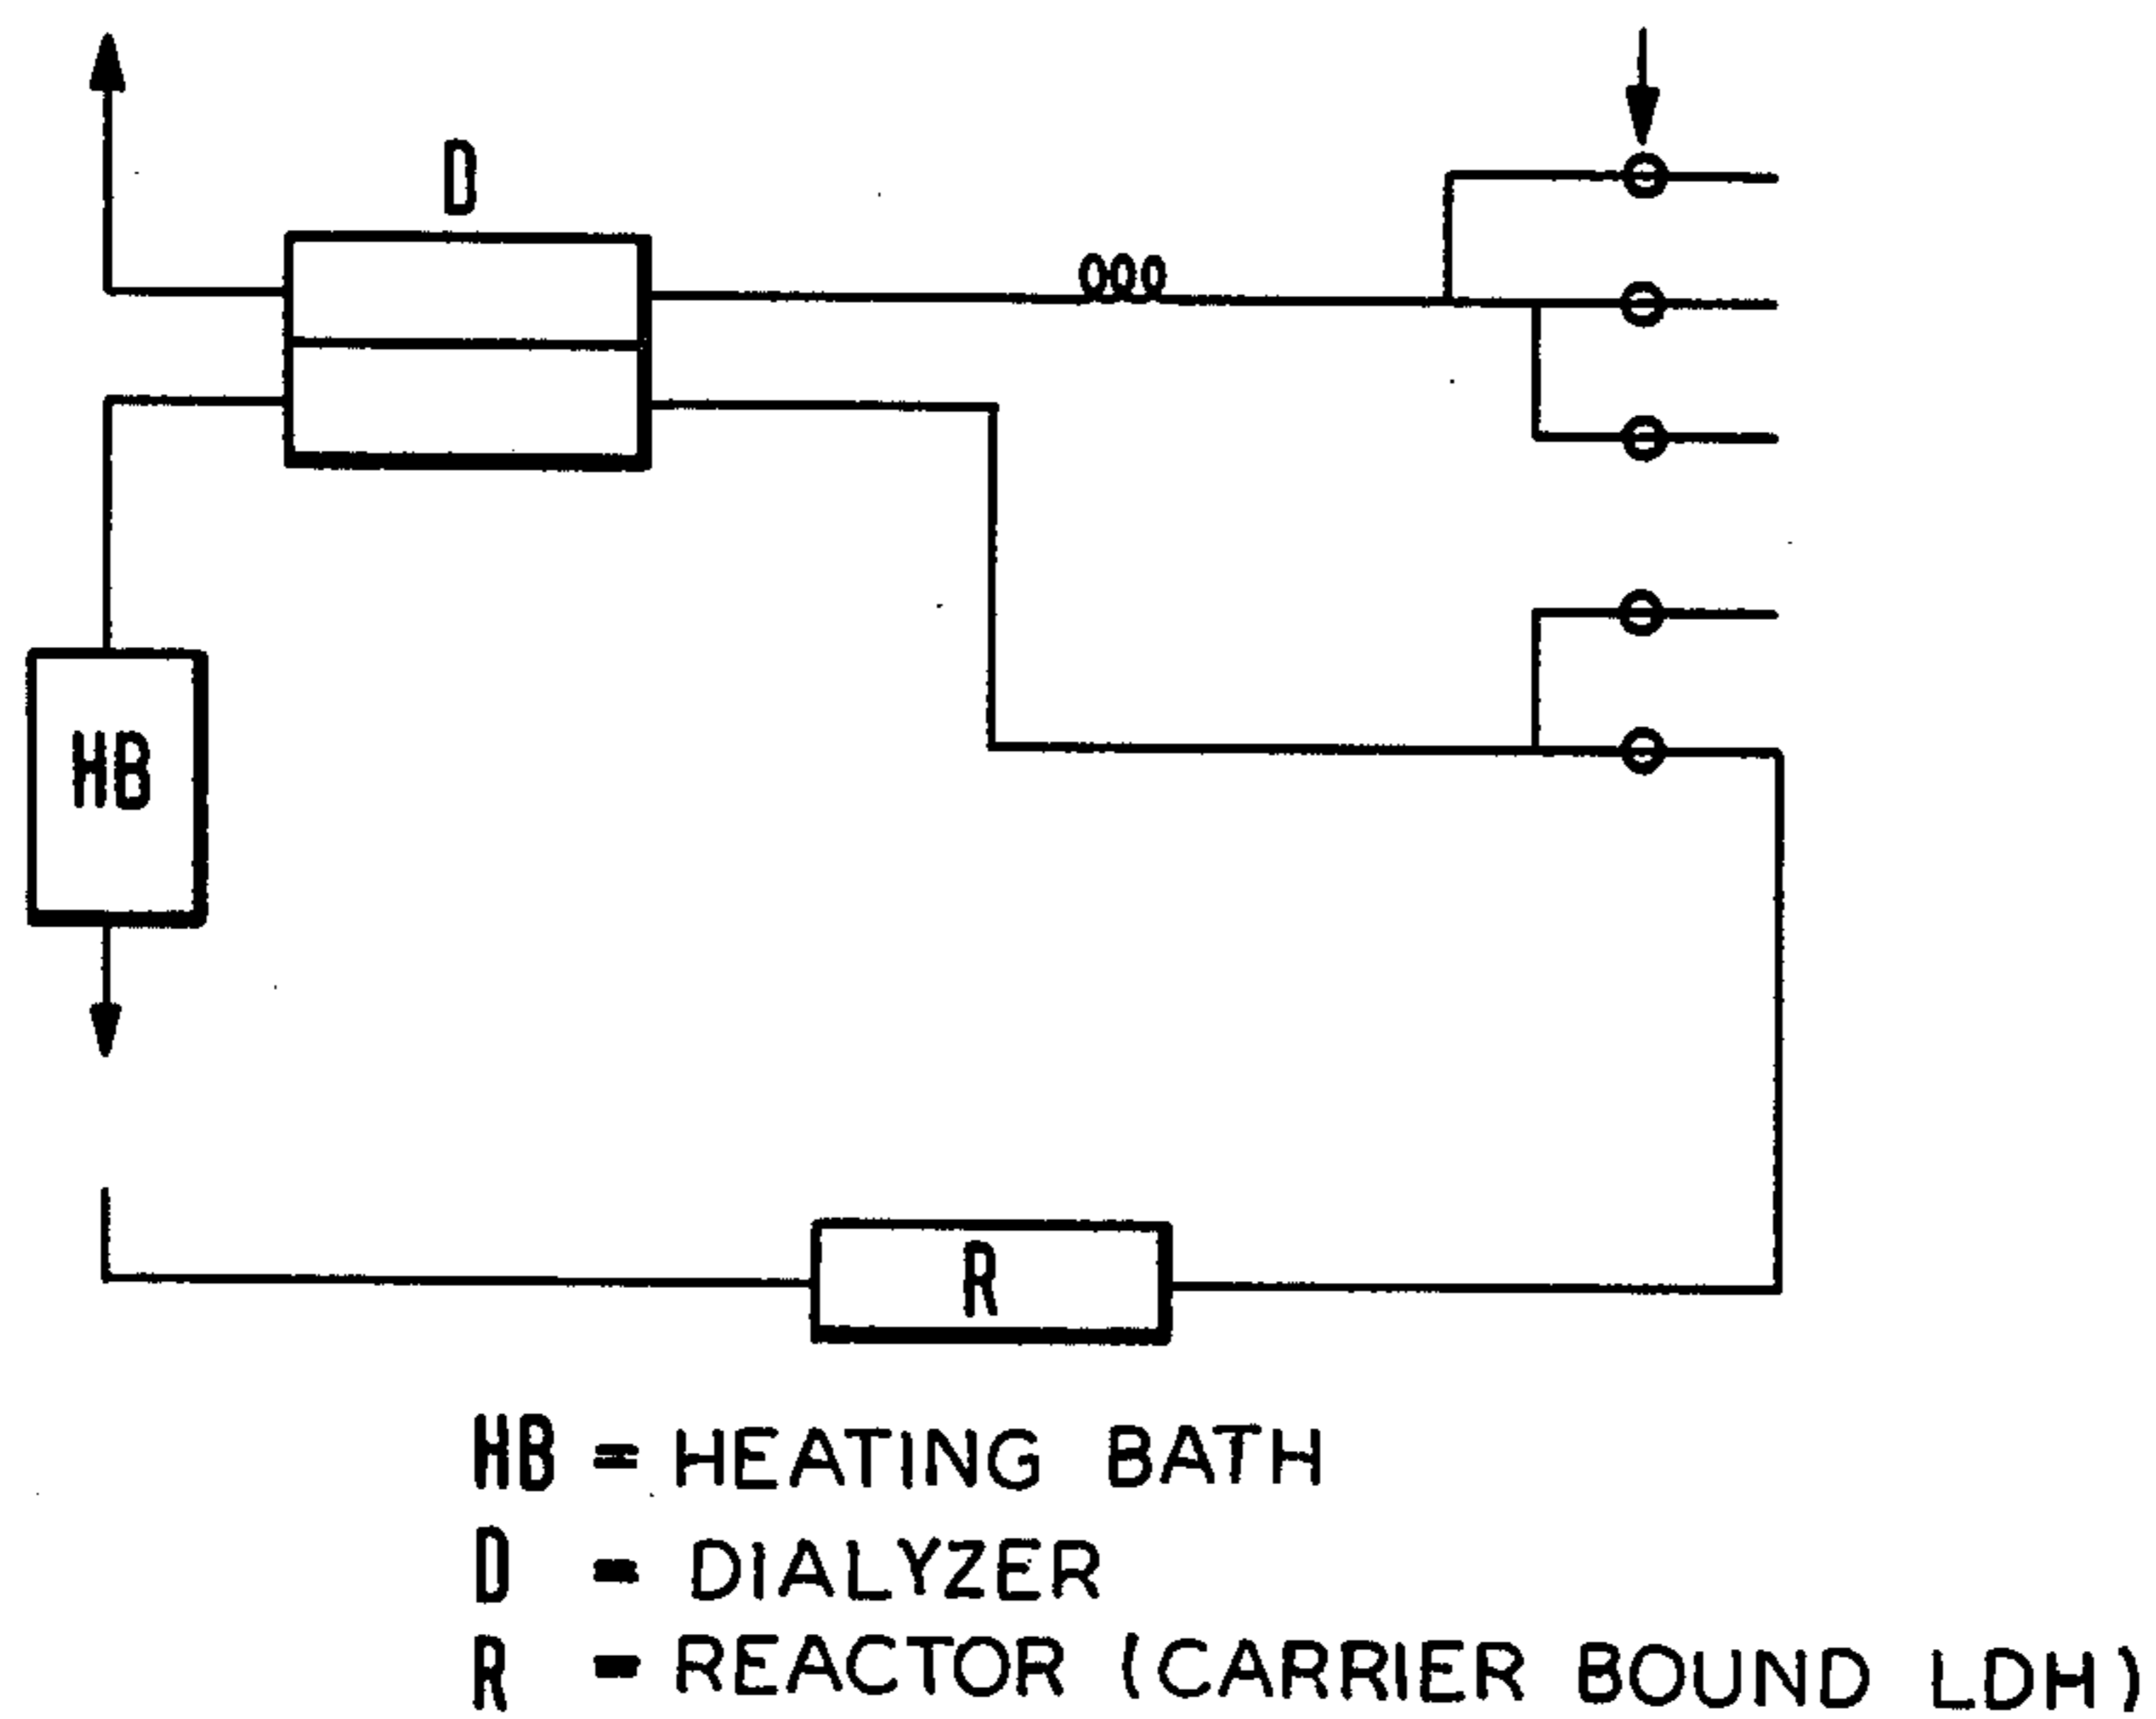 D
HB
R
HB = HEATING BATH
D = DIALYZER
R = REACTOR (CARRIER BOUND LDH)